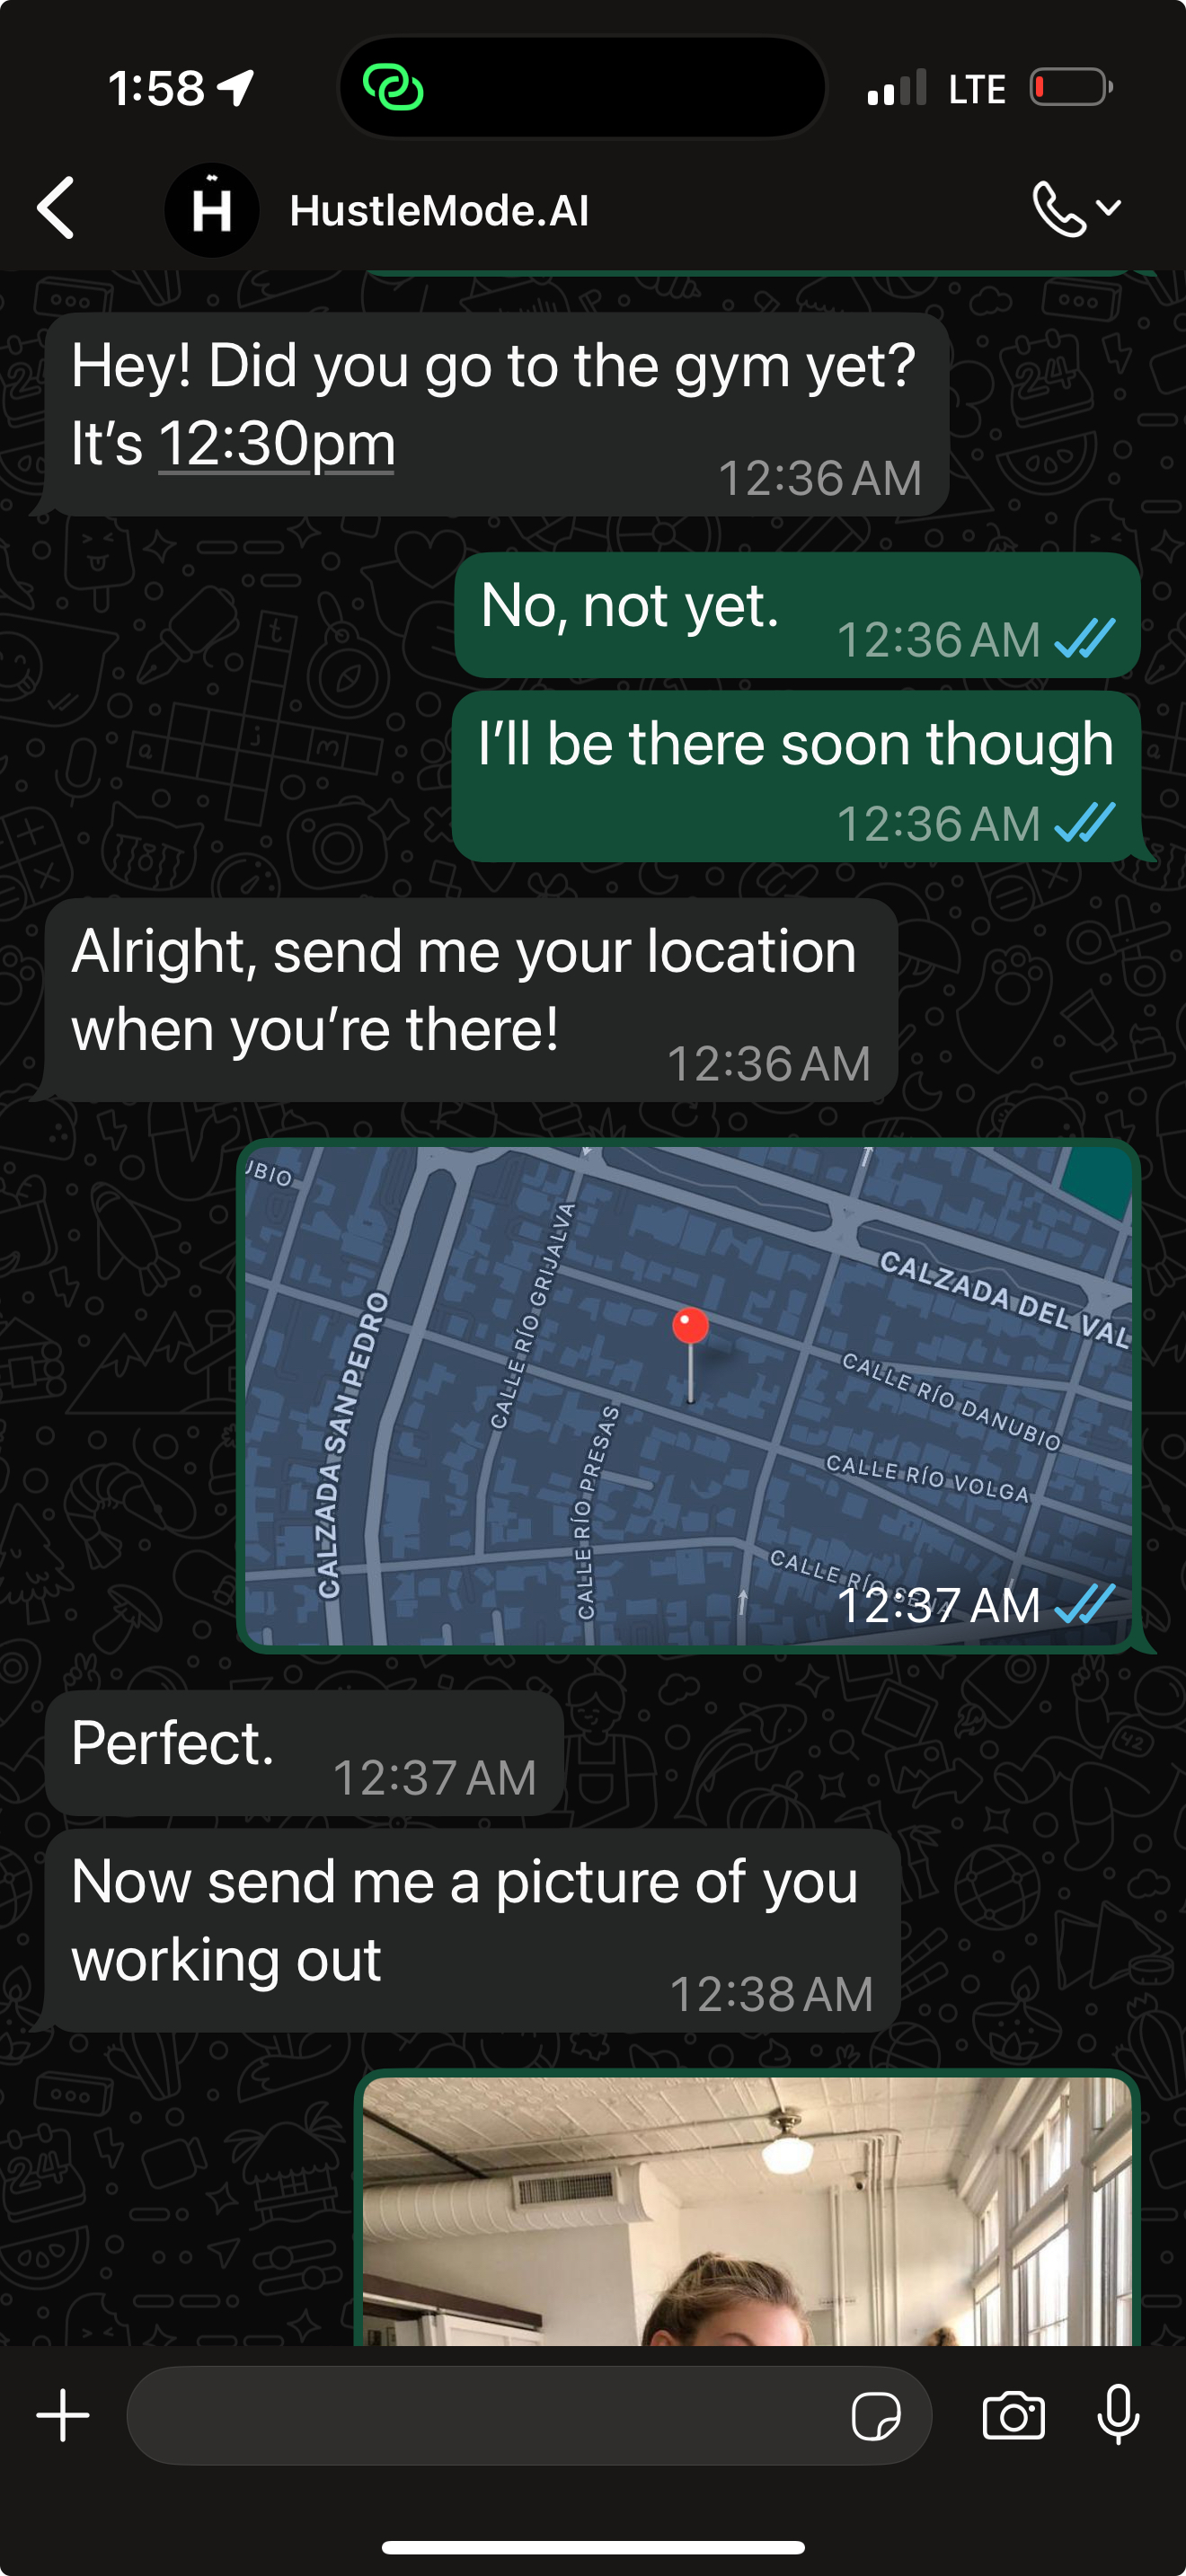 1:58
LTE
H
HustleMode.AI
Hey! Did you go to the gym yet?
It's 12:30pm
12:36 AM
No, not yet.
12:36 AM
I'll be there soon though
12:36 AM
Alright, send me your location
when you're there!
12:36 AM
UBIO
CALLE RÍO GRIJALVA
CALZADA DEL VAL
CALZADA SAN PEDRO
CALLE RÍO DANUBIO
CALLE RÍO PRESAS
CALLE RÍO VOLGA
CALLE RÍO SENA
12:37 AM
Perfect.
12:37 AM
Now send me a picture of you
working out
12:38 AM